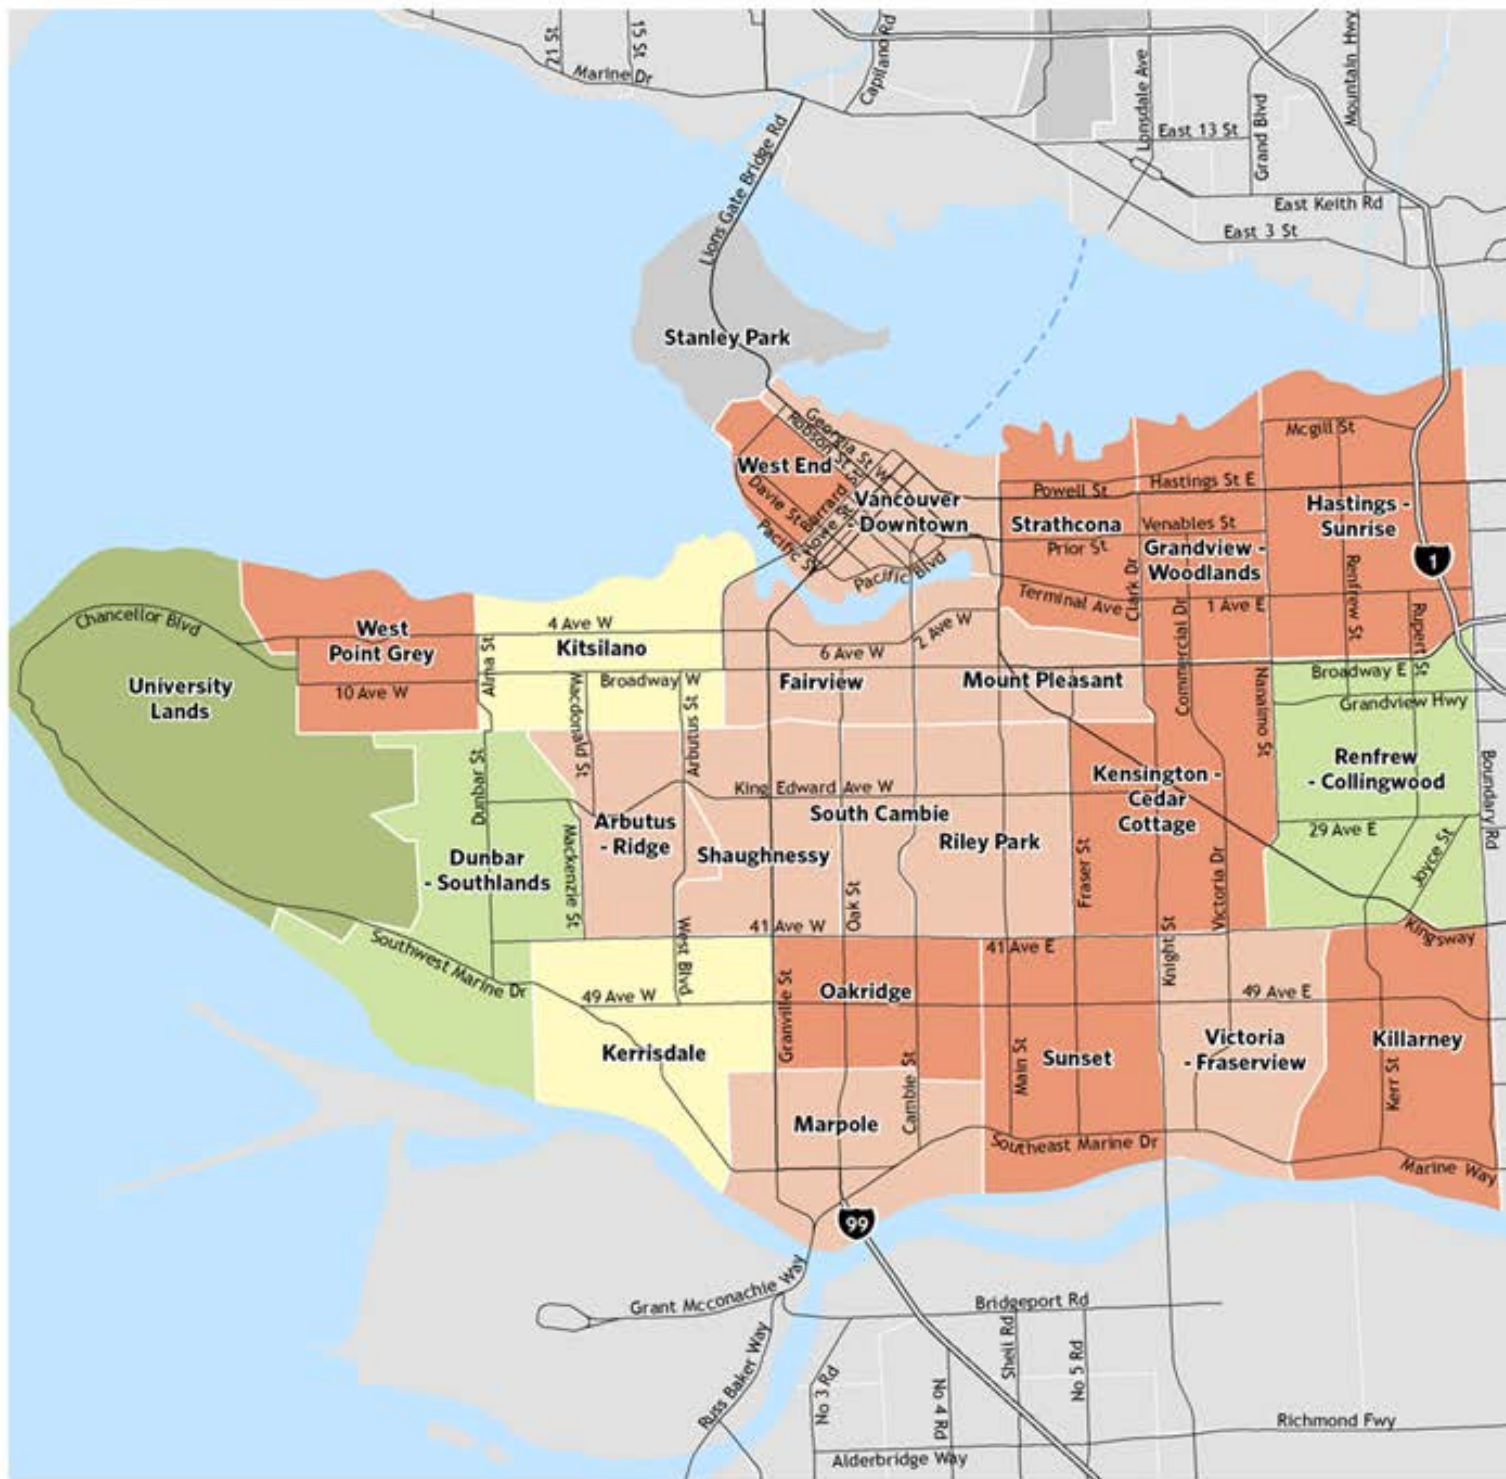 21 St
15 St
Marine Dr
Capilano Rd
Lonsdale Ave
Grand Blvd
Mountain Hwy
East 13 St
East Keith Rd
East 3 St
Lions Gate Bridge Rd
Stanley Park
Georgia St W
Robson St
West End
Davie St
Burrard St
Howe St
Pacific St
Vancouver
Downtown
Pacific Blvd
Mcgill St
Powell St
Hastings St E
Hastings -
Sunrise
Strathcona
Venables St
Prior St
Grandview -
Woodlands
Terminal Ave
Clark Dr
Commercial Dr
1 Ave E
Renfrew St
Rupert St
1
Chancellor Blvd
West
Point Grey
4 Ave W
Kitsilano
6 Ave W
2 Ave W
Alma St
10 Ave W
Broadway W
Macdonald St
Arbutus St
University
Lands
Fairview
Mount Pleasant
Nanaimo St
Broadway E
Grandview Hwy
Dunbar St
King Edward Ave W
Kensington -
Cedar
Cottage
Renfrew
- Collingwood
Boundary Rd
Arbutus
- Ridge
South Cambie
Shaughnessy
Riley Park
29 Ave E
Joyce St
Dunbar
- Southlands
Mackenzie St
Oak St
Fraser St
Victoria Dr
41 Ave W
West Blvd
Southwest Marine Dr
41 Ave E
Knight St
Kingsway
49 Ave W
Granville St
Oakridge
49 Ave E
Kerrisdale
Cambie St
Main St
Sunset
Victoria
- Fraserview
Killarney
Kerr St
Marpole
Southeast Marine Dr
Marine Way
99
Grant Mcconachie Way
Bridgeport Rd
Russ Baker Way
No 3 Rd
No 4 Rd
Shell Rd
No 5 Rd
Richmond Fwy
Alderbridge Way